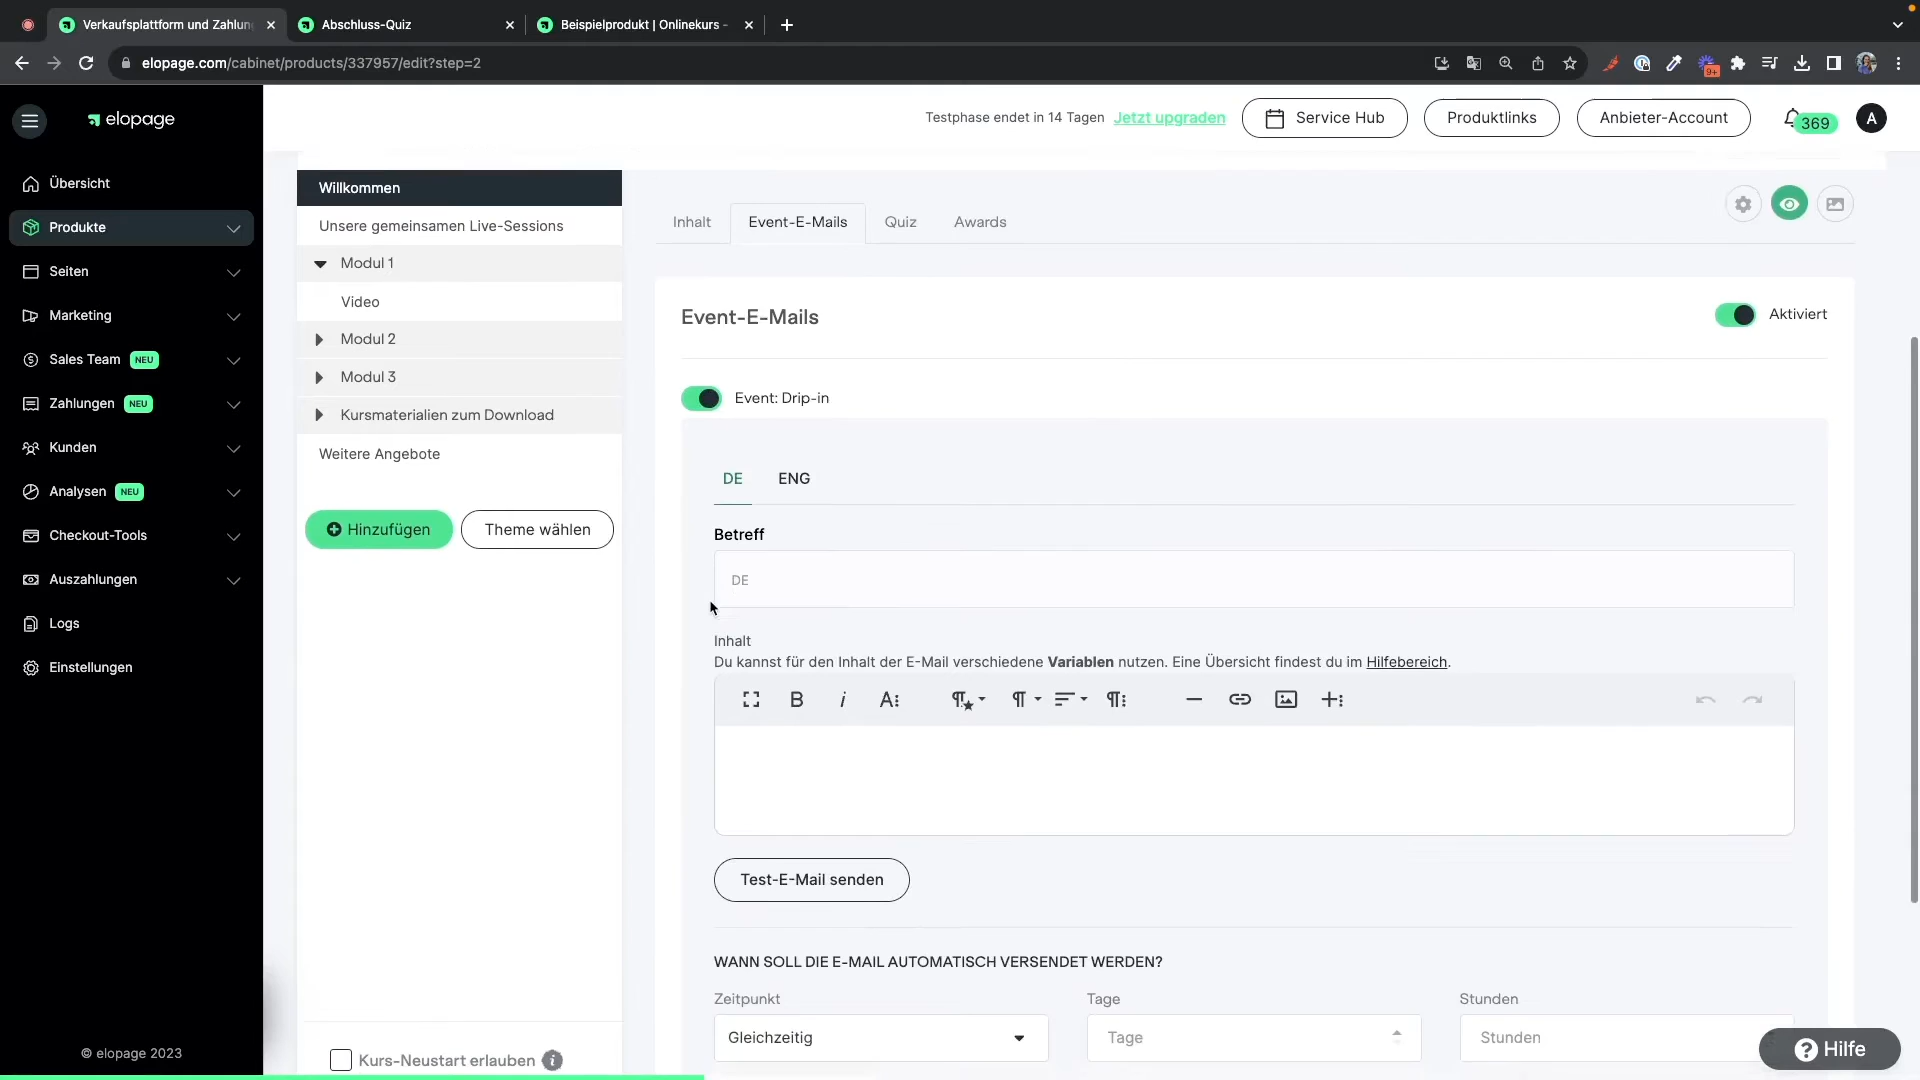 Verkaufsplattform und Zahlun
Abschluss-Quiz
Beispielprodukt | Onlinekurs -
elopage.com/cabinet/products/337957/edit?step=2
9+
elopage
Testphase endet in 14 Tagen Jetzt upgraden
Service Hub
Produktlinks
Anbieter-Account
369
A
Übersicht
Produkte
Seiten
Marketing
Sales Team NEU
Zahlungen NEU
Kunden
Analysen NEU
Checkout-Tools
Auszahlungen
Logs
Einstellungen
© elopage 2023
Willkommen
Unsere gemeinsamen Live-Sessions
Modul 1
Video
Modul 2
Modul 3
Kursmaterialien zum Download
Weitere Angebote
Hinzufügen
Theme wählen
Kurs-Neustart erlauben
Inhalt
Event-E-Mails
Quiz
Awards
Event-E-Mails
Aktiviert
Event: Drip-in
DE
ENG
Betreff
DE
Inhalt
Du kannst für den Inhalt der E-Mail verschiedene Variablen nutzen. Eine Übersicht findest du im Hilfebereich.
Test-E-Mail senden
WANN SOLL DIE E-MAIL AUTOMATISCH VERSENDET WERDEN?
Zeitpunkt
Tage
Stunden
Gleichzeitig
Tage
Stunden
Hilfe